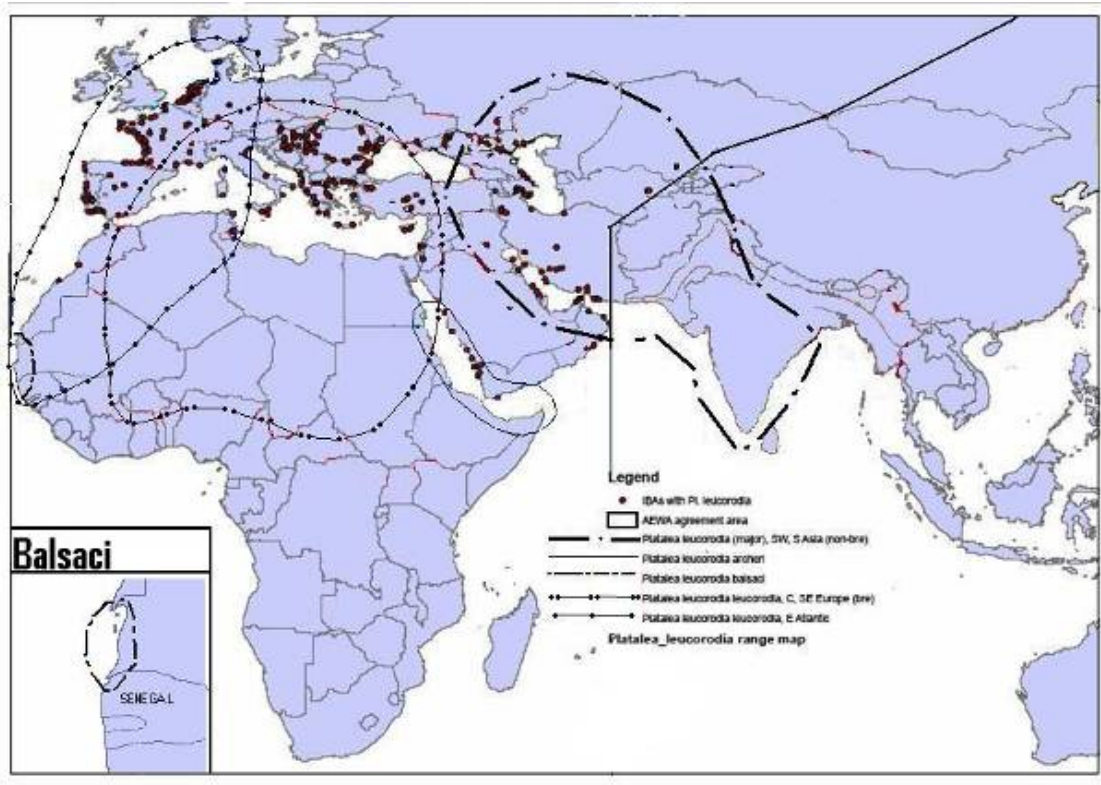 Balsaci
SENEGAL
Legend
IBAs with Pl. leucorodia
AEWA agreement area
Platalea leucorodia (major), SW, S Asia (non-bre)
Platalea leucorodia archeri
Platalea leucorodia balsaci
Platalea leucorodia leucorodia, C, SE Europe (bre)
Platalea leucorodia leucorodia, E Atlantic
Platalea_leucorodia range map